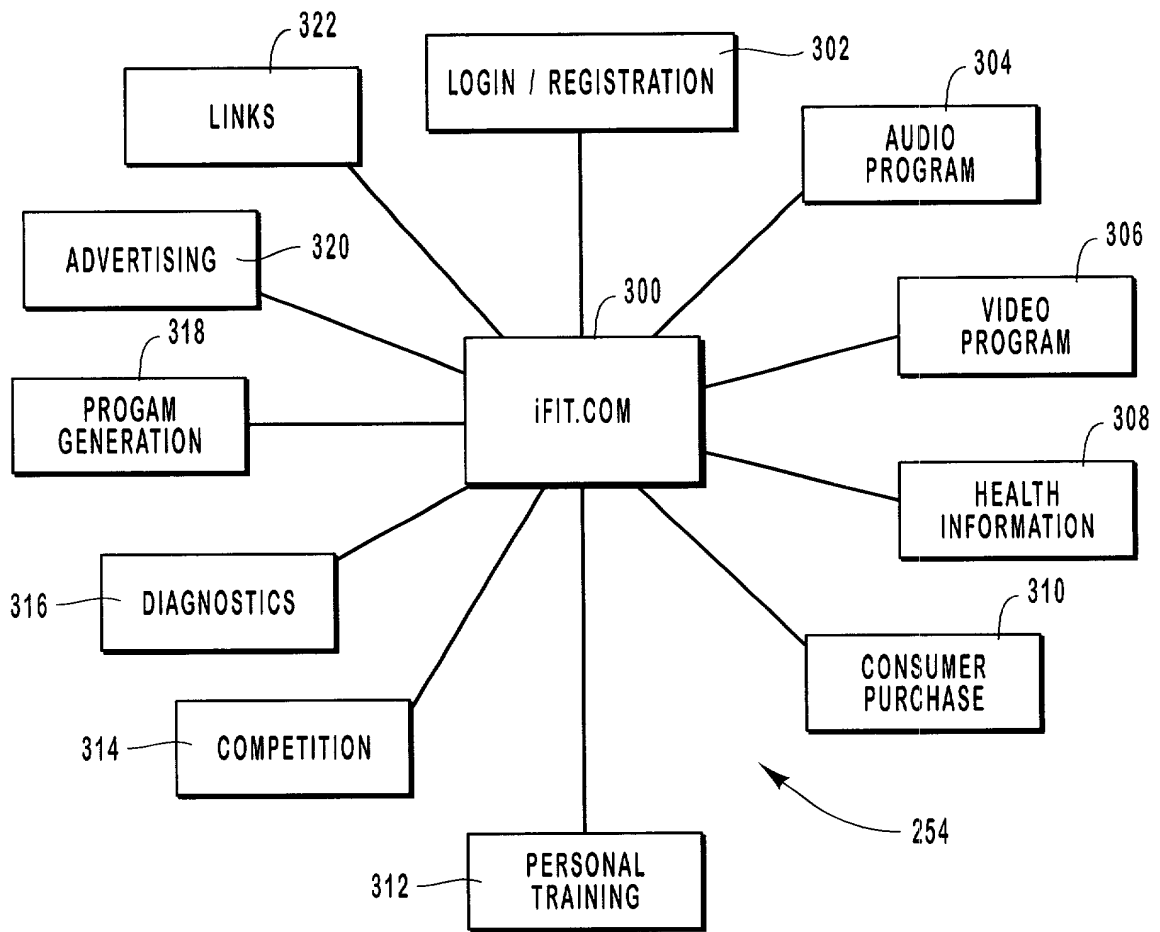 322
302
LOGIN / REGISTRATION
304
LINKS
AUDIO
PROGRAM
ADVERTISING
320
306
300
VIDEO
PROGRAM
318
iFIT.COM
PROGAM
GENERATION
308
HEALTH
INFORMATION
316
DIAGNOSTICS
310
CONSUMER
PURCHASE
314
COMPETITION
254
312
PERSONAL
TRAINING